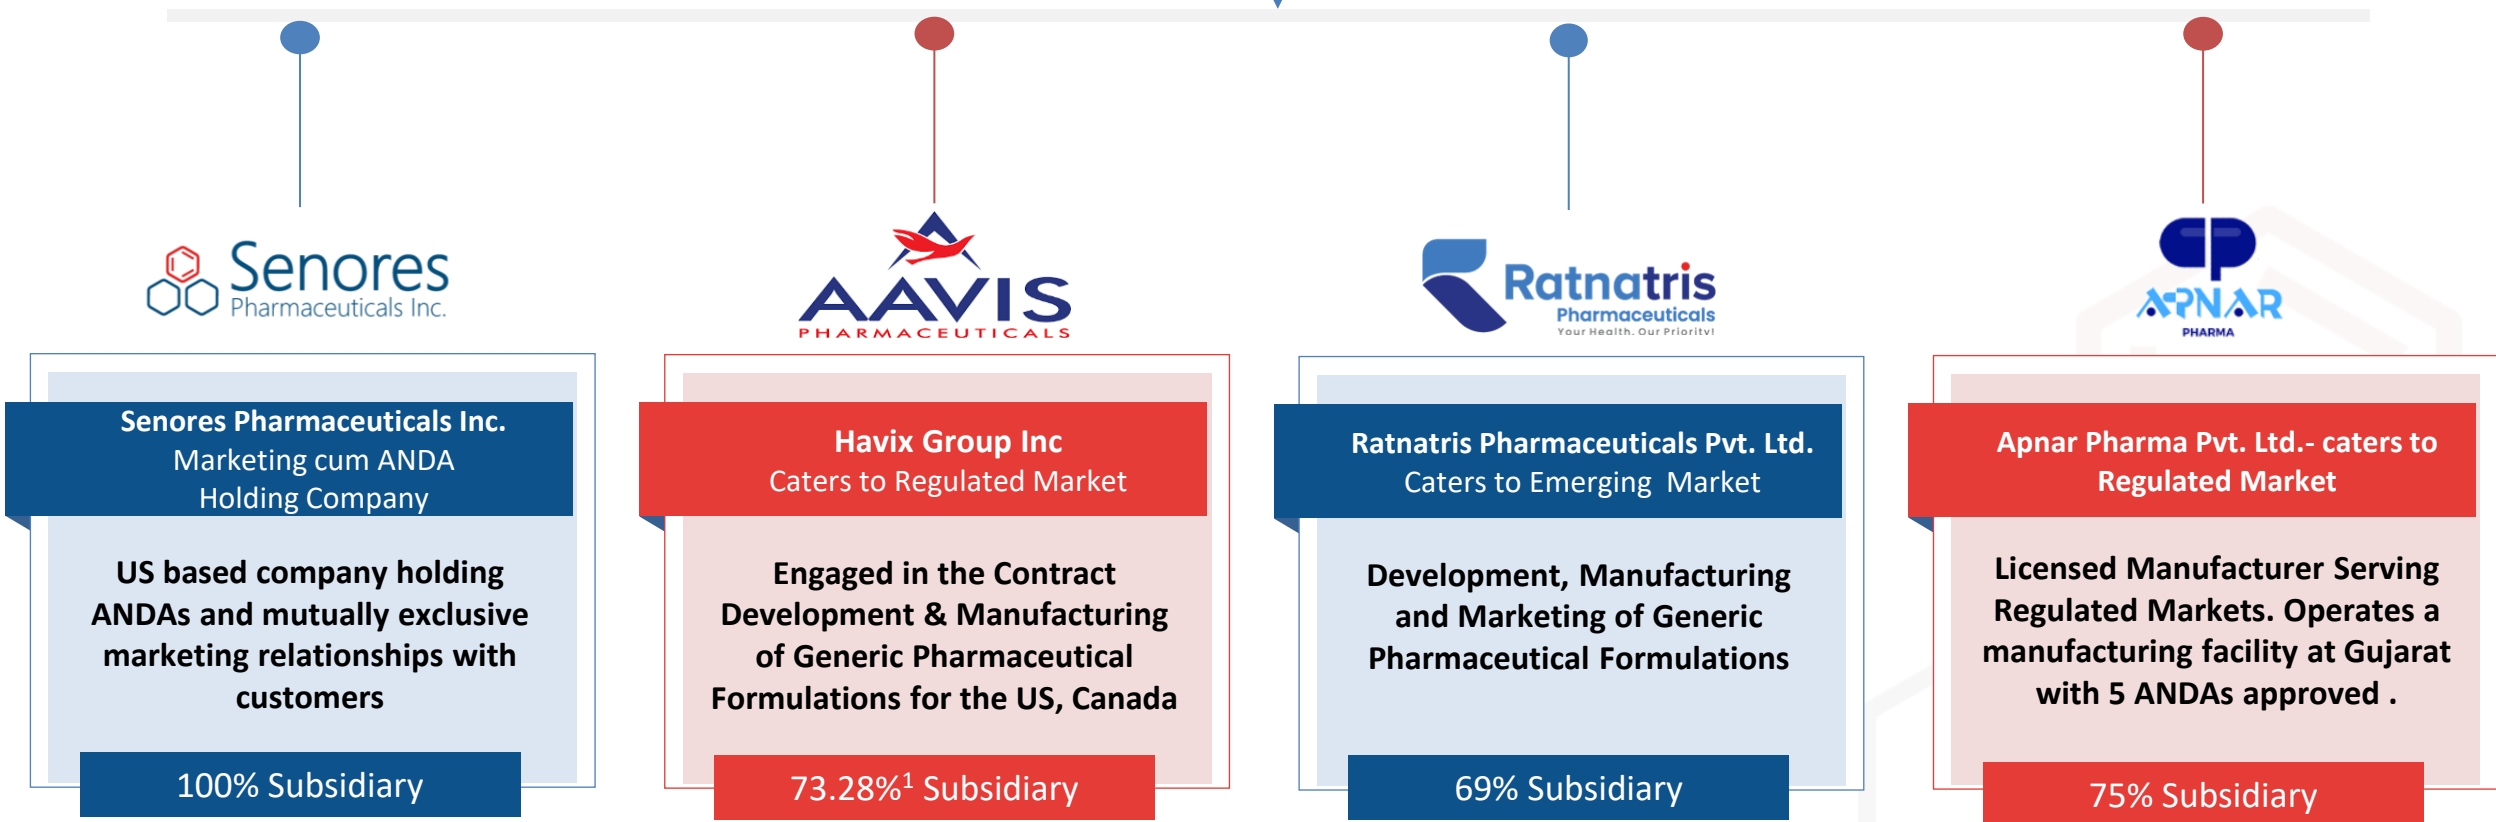 Senores
Pharmaceuticals Inc.
Senores Pharmaceuticals Inc.
Marketing cum ANDA
Holding Company
US based company holding
ANDAs and mutually exclusive
marketing relationships with
customers
100% Subsidiary
AAVIS
PHARMACEUTICALS
Havix Group Inc
Caters to Regulated Market
Engaged in the Contract
Development & Manufacturing
of Generic Pharmaceutical
Formulations for the US, Canada
73.28%¹ Subsidiary
Ratnatris
Pharmaceuticals
Your Health. Our Priority!
Ratnatris Pharmaceuticals Pvt. Ltd.
Caters to Emerging  Market
Development, Manufacturing
and Marketing of Generic
Pharmaceutical Formulations
69% Subsidiary
APNAR
PHARMA
Apnar Pharma Pvt. Ltd.- caters to
Regulated Market
Licensed Manufacturer Serving
Regulated Markets. Operates a
manufacturing facility at Gujarat
with 5 ANDAs approved .
75% Subsidiary